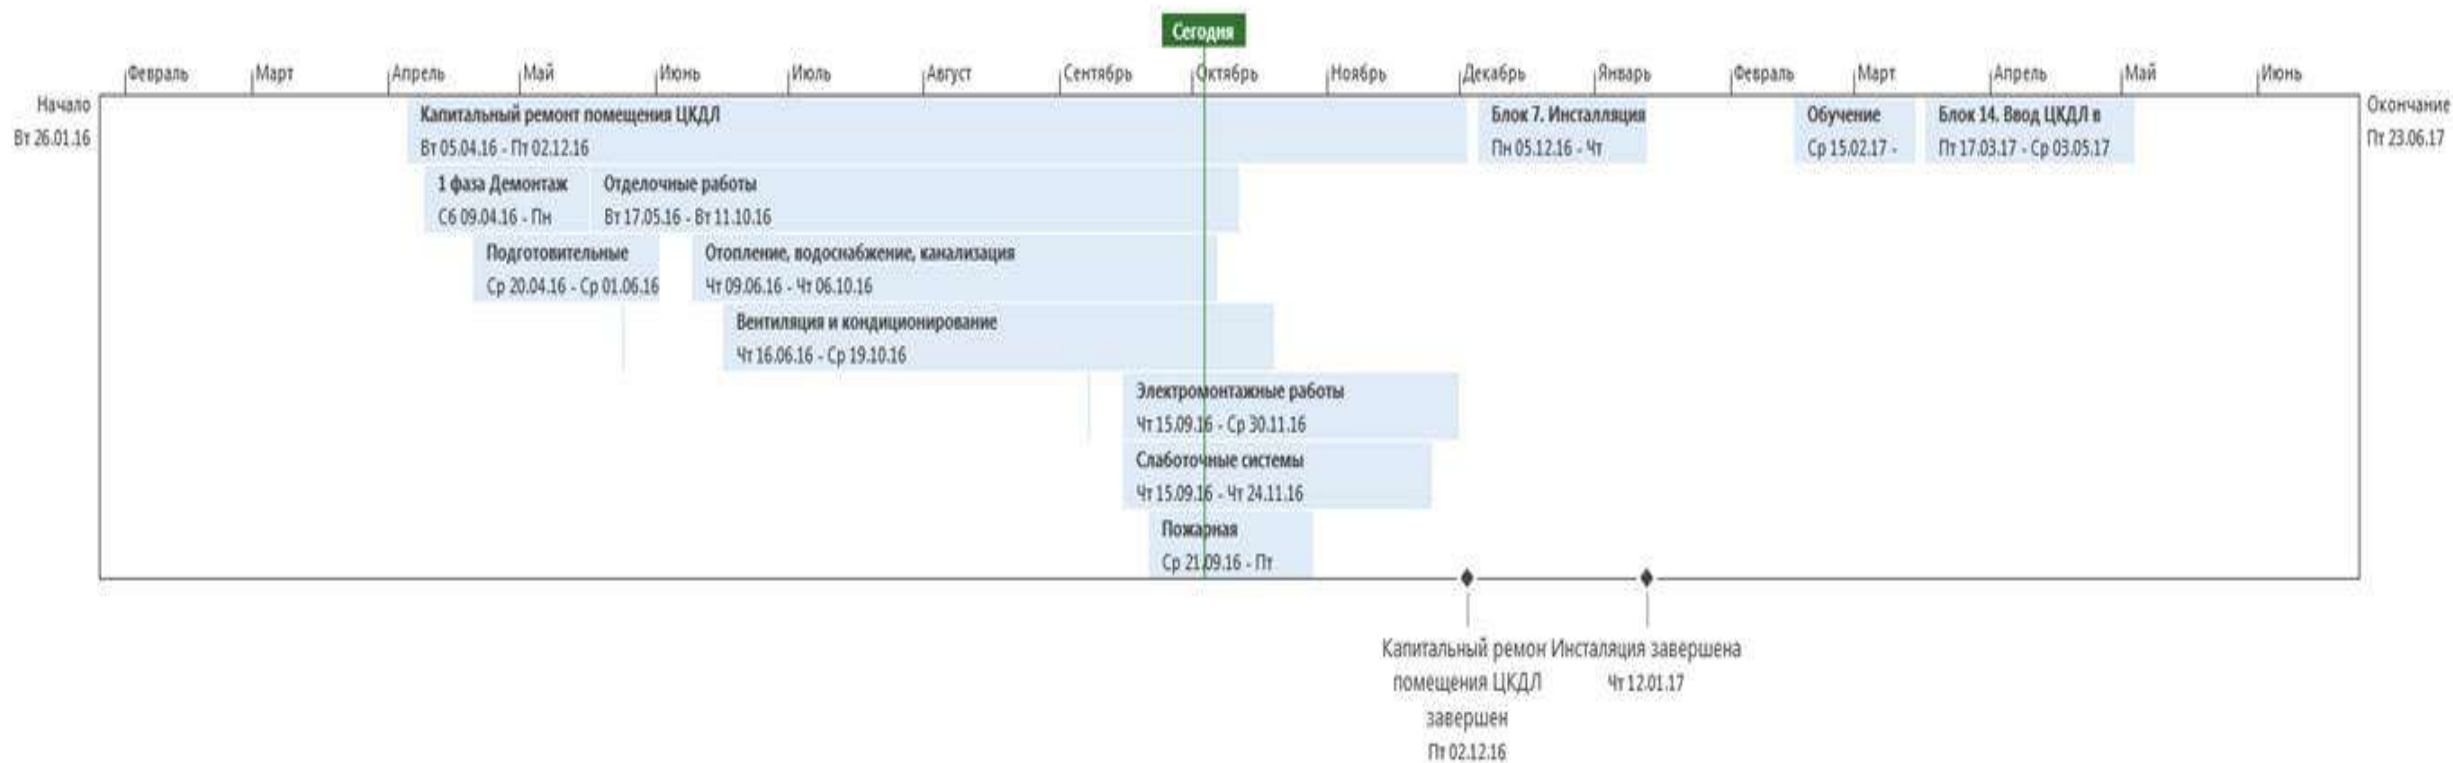 Сегодня
Февраль Март Апрель Май Июнь Июль Август Сентябрь Октябрь Ноябрь Декабрь Январь Февраль Март Апрель Май Июнь
Начало
Вт 26.01.16
Окончание
Пт 23.06.17
Капитальный ремонт помещения ЦКДЛ
Вт 05.04.16 - Пт 02.12.16
Блок 7. Инсталляция
Пн 05.12.16 - Чт
Обучение
Ср 15.02.17 -
Блок 14. Ввод ЦКДЛ в
Пт 17.03.17 - Ср 03.05.17
1 фаза Демонтаж
Сб 09.04.16 - Пн
Отделочные работы
Вт 17.05.16 - Вт 11.10.16
Подготовительные
Ср 20.04.16 - Ср 01.06.16
Отопление, водоснабжение, канализация
Чт 09.06.16 - Чт 06.10.16
Вентиляция и кондиционирование
Чт 16.06.16 - Ср 19.10.16
Электромонтажные работы
Чт 15.09.16 - Ср 30.11.16
Слаботочные системы
Чт 15.09.16 - Чт 24.11.16
Пожарная
Ср 21.09.16 - Пт
Капитальный ремон
помещения ЦКДЛ
завершен
Пт 02.12.16
Инсталяция завершена
Чт 12.01.17